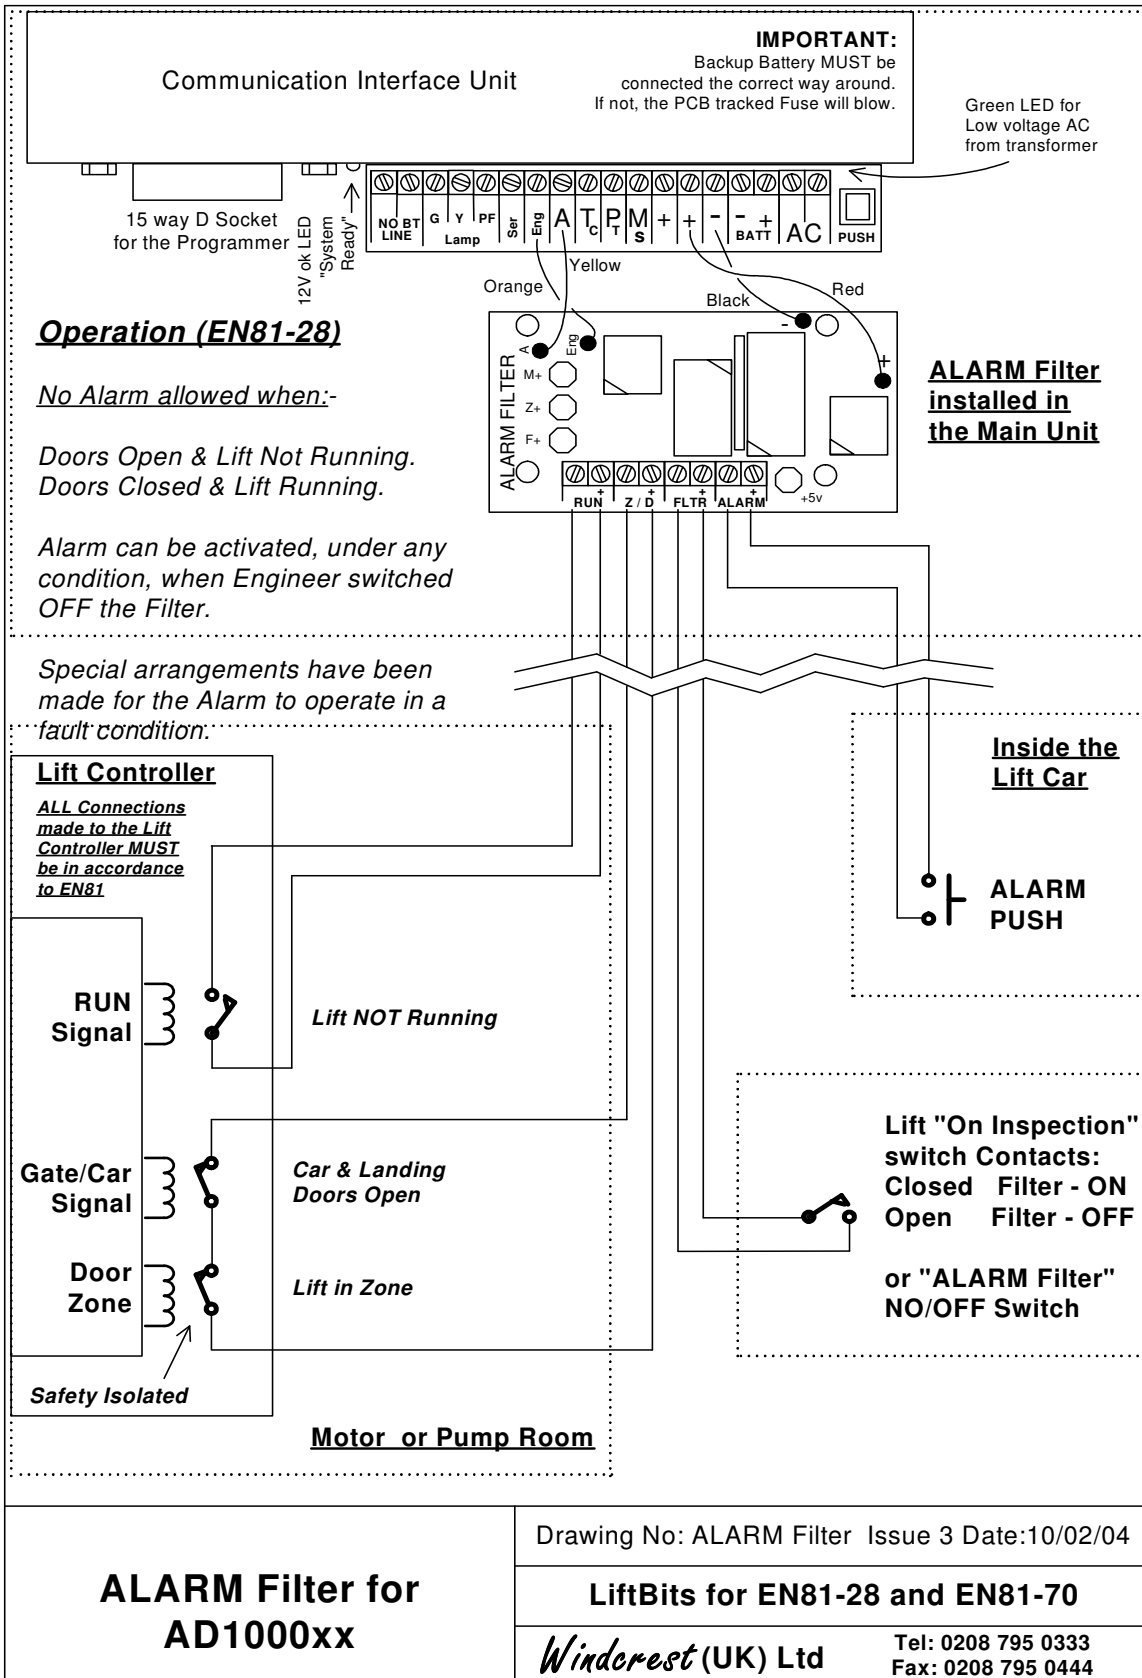 IMPORTANT:
Backup Battery MUST be
connected the correct way around.
If not, the PCB tracked Fuse will blow.
Communication Interface Unit
Green LED for
Low voltage AC
from transformer
15 way D Socket
for the Programmer
12V ok LED
"System
Ready"
NO BT
LINE
G Y PF
Lamp
Ser
Eng
A
TC
PT
MS
+
+
-
- +
BATT
AC
PUSH
Orange
Yellow
Black
Red
Operation (EN81-28)
No Alarm allowed when:-
Doors Open & Lift Not Running.
Doors Closed & Lift Running.
Alarm can be activated, under any
condition, when Engineer switched
OFF the Filter.
Special arrangements have been
made for the Alarm to operate in a
fault condition.
ALARM FILTER
A
Eng
-
+
M+
Z+
F+
+5v
RUN + Z / D + FLTR + ALARM +
ALARM Filter
installed in
the Main Unit
Lift Controller
ALL Connections
made to the Lift
Controller MUST
be in accordance
to EN81
Inside the
Lift Car
ALARM
PUSH
RUN
Signal
Lift NOT Running
Gate/Car
Signal
Car & Landing
Doors Open
Door
Zone
Lift in Zone
Safety Isolated
Motor or Pump Room
Lift "On Inspection"
switch Contacts:
Closed Filter - ON
Open Filter - OFF
or "ALARM Filter"
NO/OFF Switch
ALARM Filter for
AD1000xx
Drawing No: ALARM Filter Issue 3 Date:10/02/04
LiftBits for EN81-28 and EN81-70
Windcrest (UK) Ltd
Tel: 0208 795 0333
Fax: 0208 795 0444